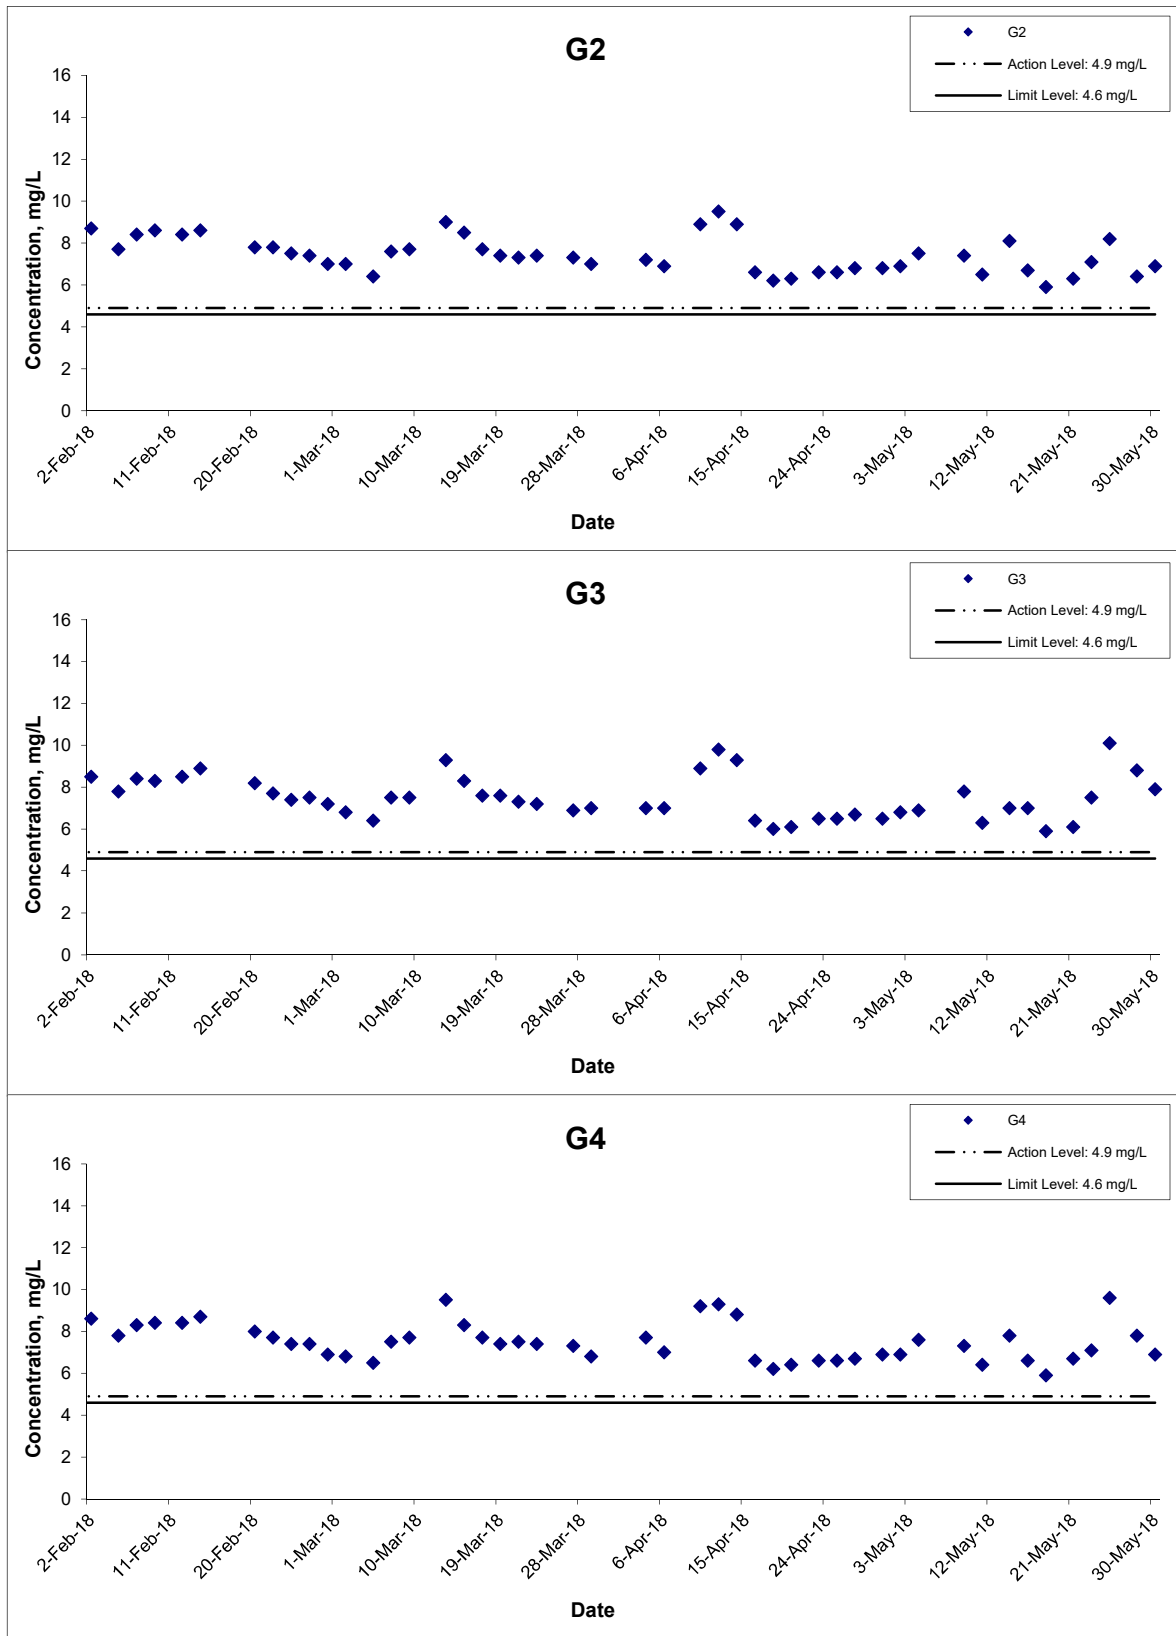 G2
G2
Action Level: 4.9 mg/L
Limit Level: 4.6 mg/L
Concentration, mg/L
16
14
12
10
8
6
4
2
0
2-Feb-18
11-Feb-18
20-Feb-18
1-Mar-18
10-Mar-18
19-Mar-18
28-Mar-18
6-Apr-18
15-Apr-18
24-Apr-18
3-May-18
12-May-18
21-May-18
30-May-18
Date
G3
G3
Action Level: 4.9 mg/L
Limit Level: 4.6 mg/L
Concentration, mg/L
16
14
12
10
8
6
4
2
0
2-Feb-18
11-Feb-18
20-Feb-18
1-Mar-18
10-Mar-18
19-Mar-18
28-Mar-18
6-Apr-18
15-Apr-18
24-Apr-18
3-May-18
12-May-18
21-May-18
30-May-18
Date
G4
G4
Action Level: 4.9 mg/L
Limit Level: 4.6 mg/L
Concentration, mg/L
16
14
12
10
8
6
4
2
0
2-Feb-18
11-Feb-18
20-Feb-18
1-Mar-18
10-Mar-18
19-Mar-18
28-Mar-18
6-Apr-18
15-Apr-18
24-Apr-18
3-May-18
12-May-18
21-May-18
30-May-18
Date